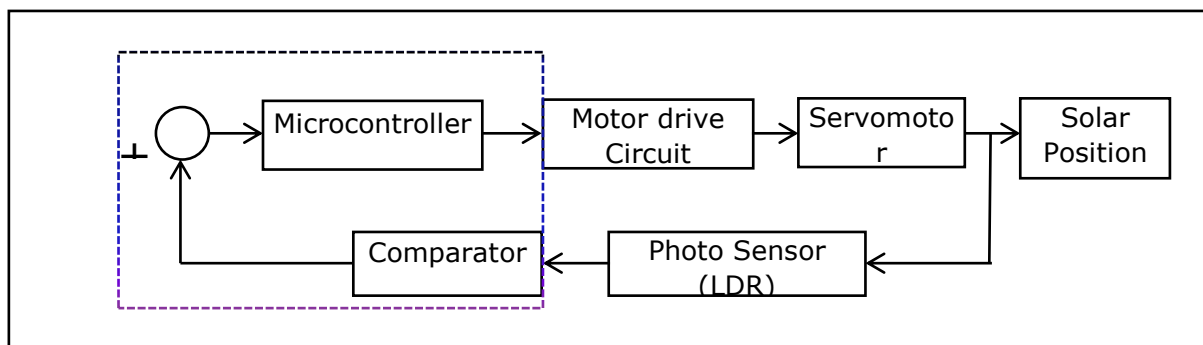 Microcontroller
Motor drive
Circuit
Servomoto
r
Solar
Position
+
Comparator
Photo Sensor
(LDR)